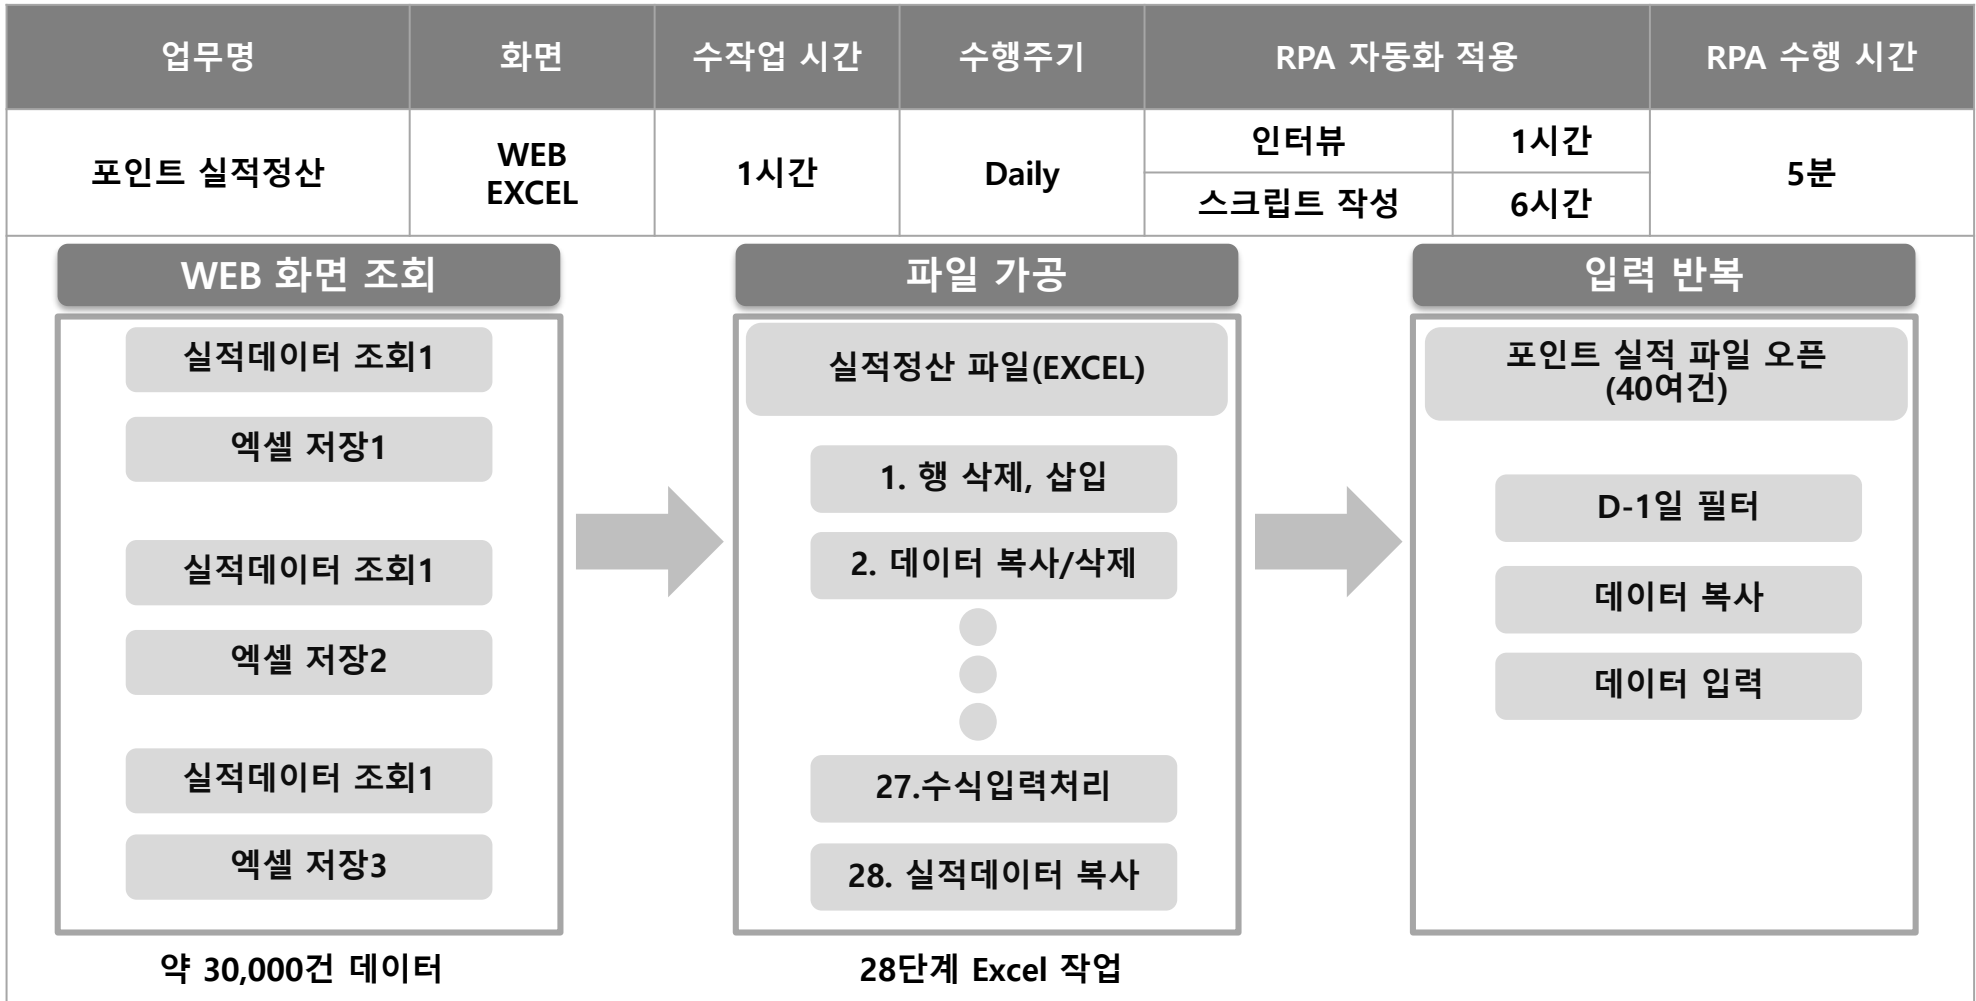 업무명
화면
수작업 시간
수행주기
RPA 자동화 적용
RPA 수행 시간
포인트 실적정산
WEB
EXCEL
1시간
Daily
인터뷰
1시간
스크립트 작성
6시간
5분
WEB 화면 조회
실적데이터 조회1
엑셀 저장1
실적데이터 조회1
엑셀 저장2
실적데이터 조회1
엑셀 저장3
약 30,000건 데이터
파일 가공
실적정산 파일(EXCEL)
1. 행 삭제, 삽입
2. 데이터 복사/삭제
27.수식입력처리
28. 실적데이터 복사
28단계 Excel 작업
입력 반복
포인트 실적 파일 오픈
(40여건)
D-1일 필터
데이터 복사
데이터 입력